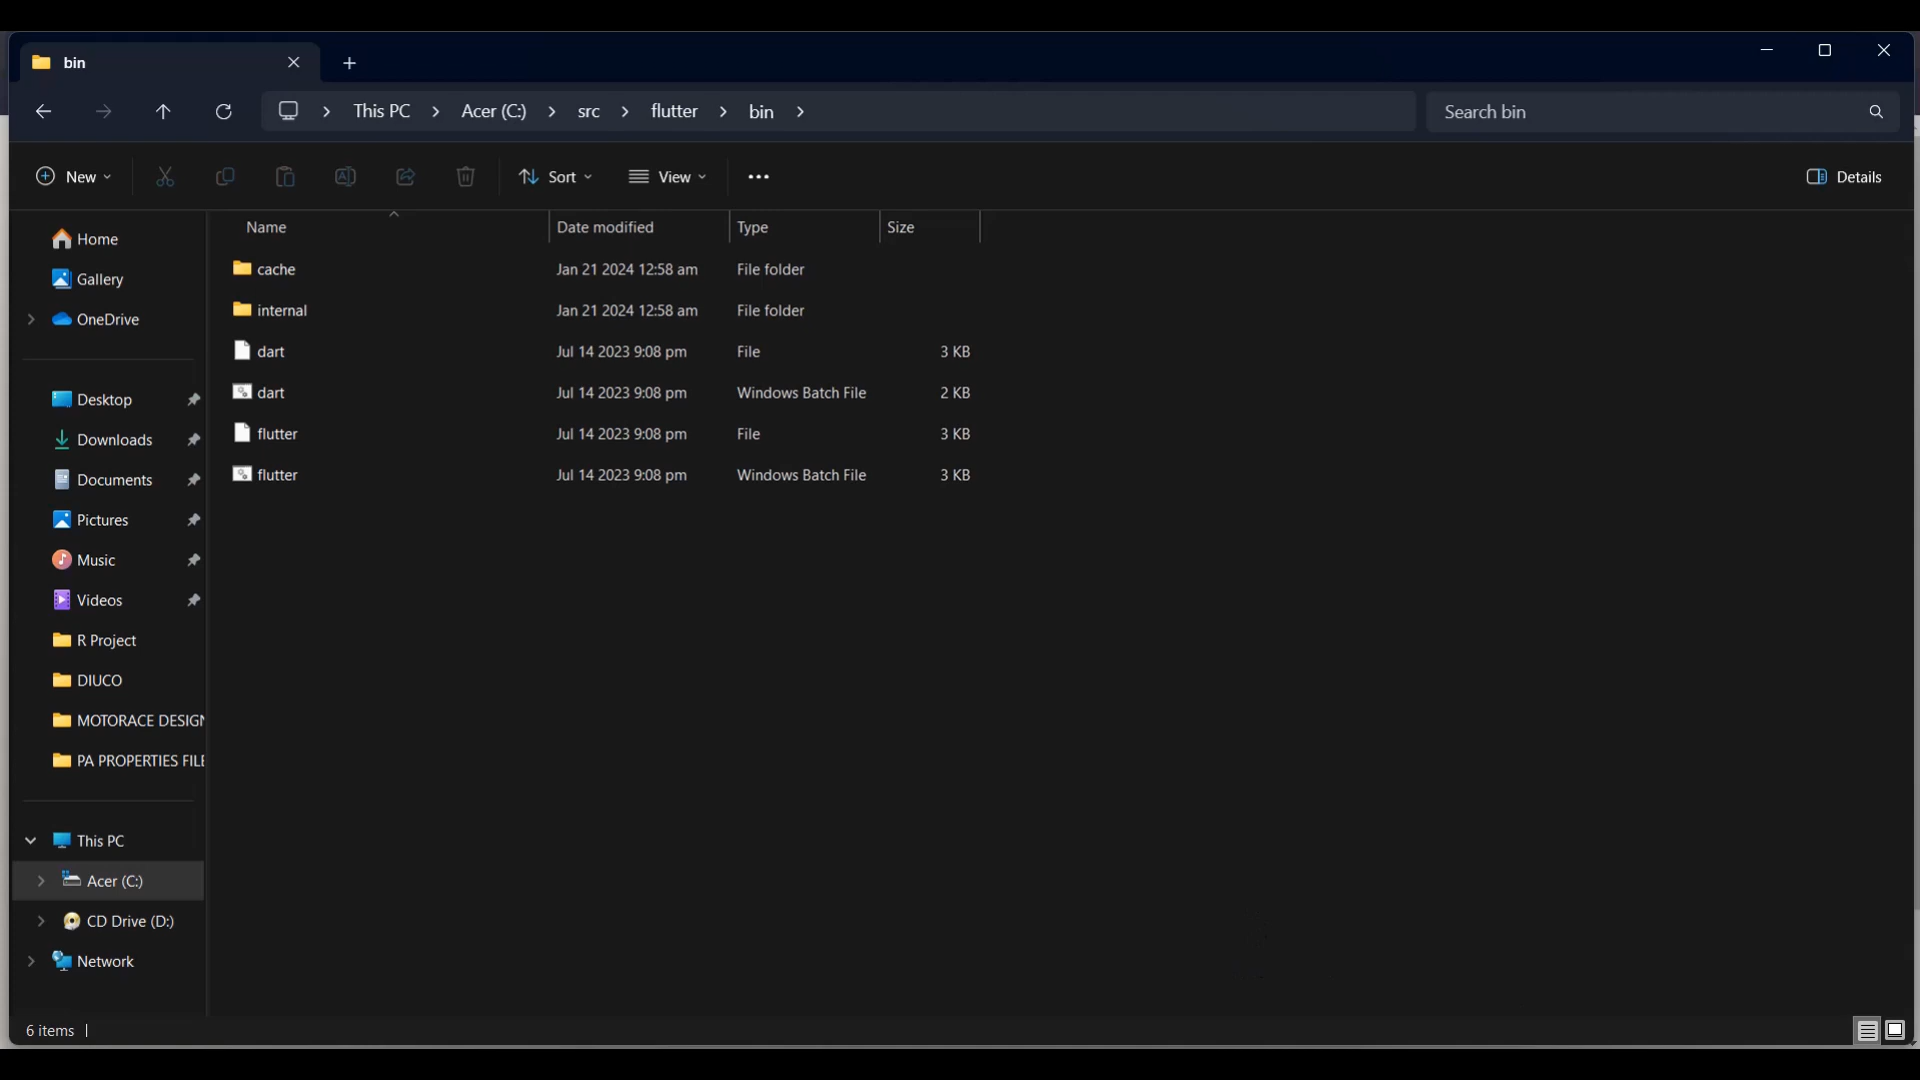 bin
This PC > Acer (C:) > src > flutter > bin >
Search bin
New
Sort
View
Details
Name Date modified Type Size
cache Jan 21 2024 12:58 am File folder
internal Jan 21 2024 12:58 am File folder
dart Jul 14 2023 9:08 pm File 3 KB
dart Jul 14 2023 9:08 pm Windows Batch File 2 KB
flutter Jul 14 2023 9:08 pm File 3 KB
flutter Jul 14 2023 9:08 pm Windows Batch File 3 KB
Home
Gallery
OneDrive
Desktop
Downloads
Documents
Pictures
Music
Videos
R Project
DIUCO
MOTORACE DESIGN
PA PROPERTIES FILE
This PC
Acer (C:)
CD Drive (D:)
Network
6 items